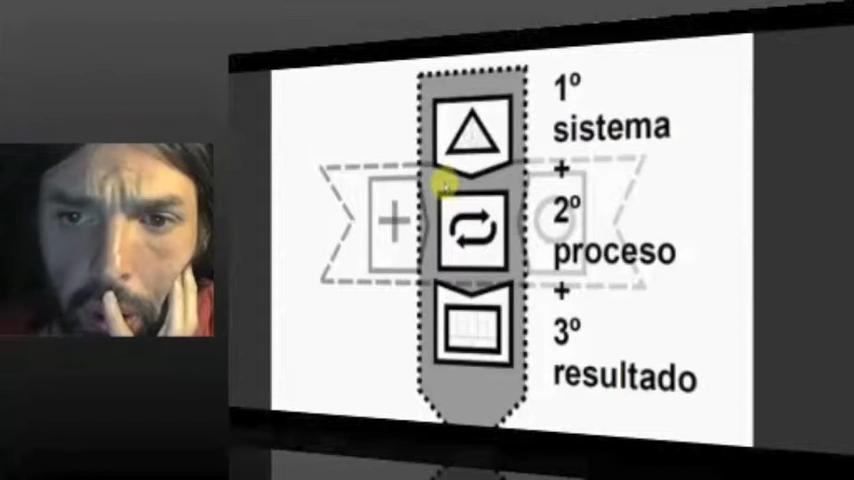 1º
sistema
+
2º
proceso
+
3º
resultado